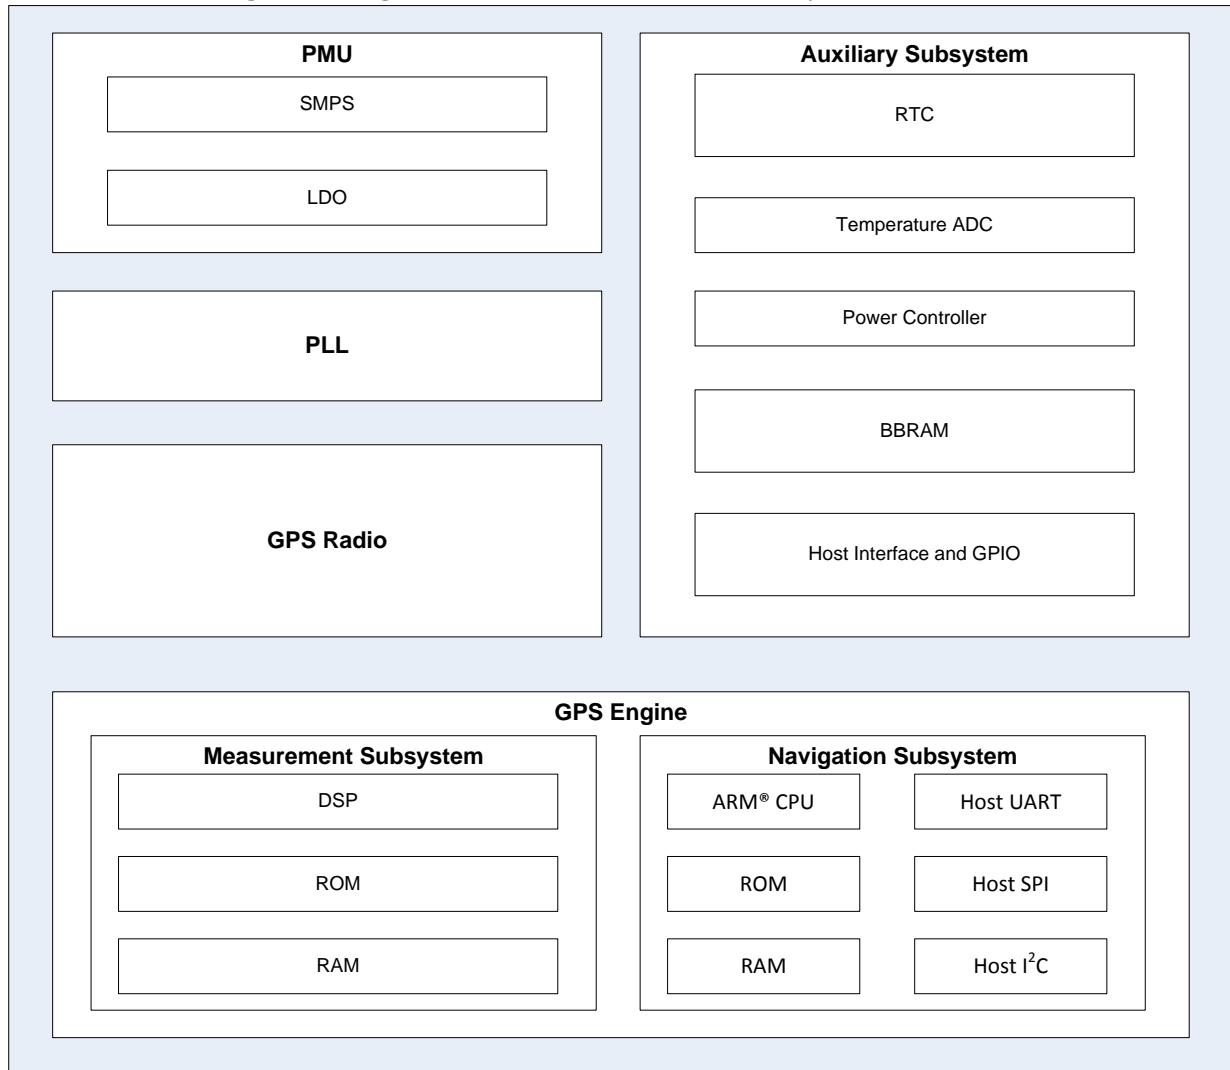 PMU
SMPS
LDO
PLL
GPS Radio
Auxiliary Subsystem
RTC
Temperature ADC
Power Controller
BBRAM
Host Interface and GPIO
GPS Engine
Measurement Subsystem
DSP
ROM
RAM
Navigation Subsystem
ARM® CPU
ROM
RAM
Host UART
Host SPI
Host I²C